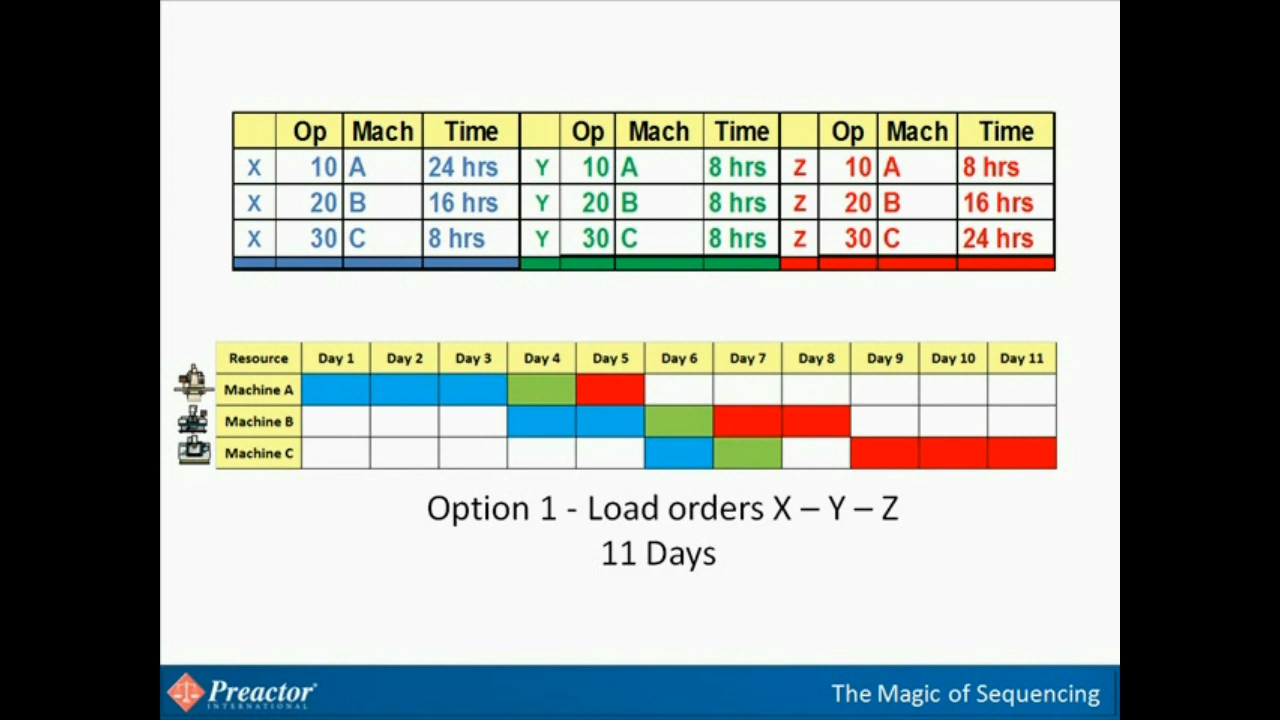 Op Mach Time Op Mach Time Op Mach Time
X 10 A 24 hrs Y 10 A 8 hrs Z 10 A 8 hrs
X 20 B 16 hrs Y 20 B 8 hrs Z 20 B 16 hrs
X 30 C 8 hrs Y 30 C 8 hrs Z 30 C 24 hrs
Resource Day 1 Day 2 Day 3 Day 4 Day 5 Day 6 Day 7 Day 8 Day 9 Day 10 Day 11
Machine A
Machine B
Machine C
Option 1 - Load orders X – Y – Z
11 Days
Preactor
INTERNATIONAL
The Magic of Sequencing